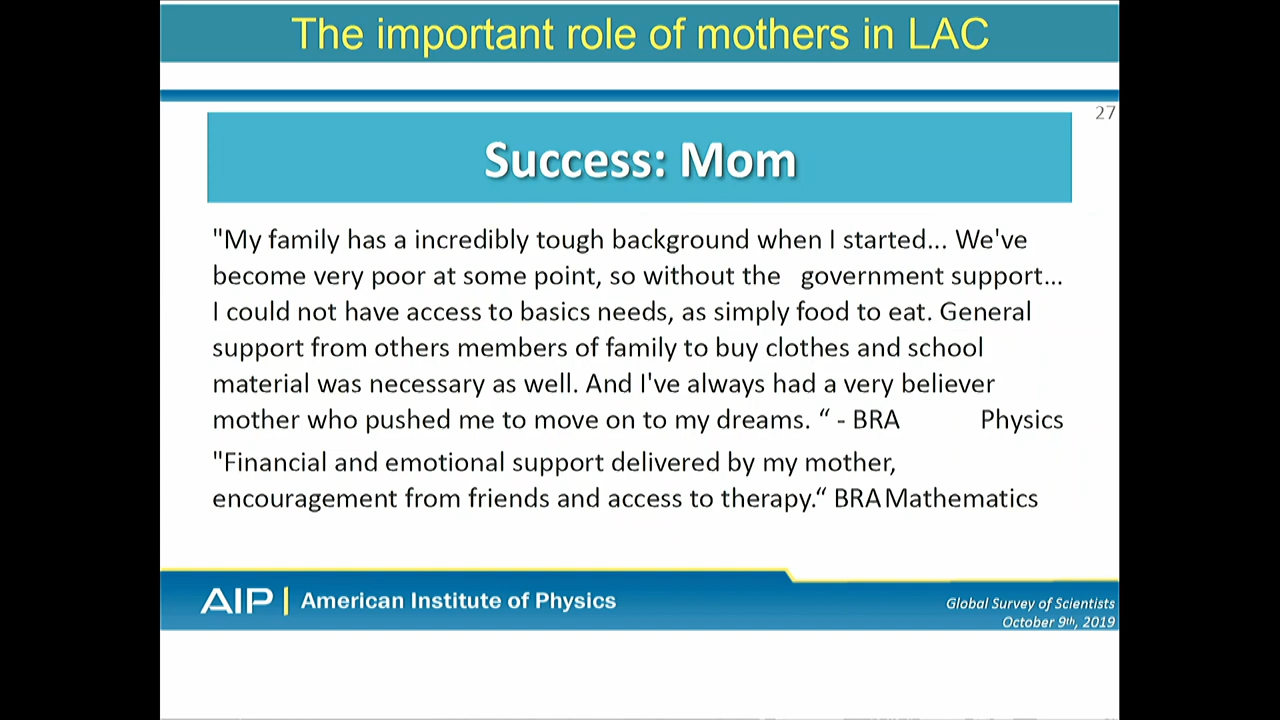 The important role of mothers in LAC
27
Success: Mom
"My family has a incredibly tough background when I started... We've
become very poor at some point, so without the government support...
I could not have access to basics needs, as simply food to eat. General
support from others members of family to buy clothes and school
material was necessary as well. And I've always had a very believer
mother who pushed me to move on to my dreams. “ - BRA Physics
"Financial and emotional support delivered by my mother,
encouragement from friends and access to therapy.“ BRA Mathematics
AIP | American Institute of Physics
Global Survey of Scientists
October 9th, 2019